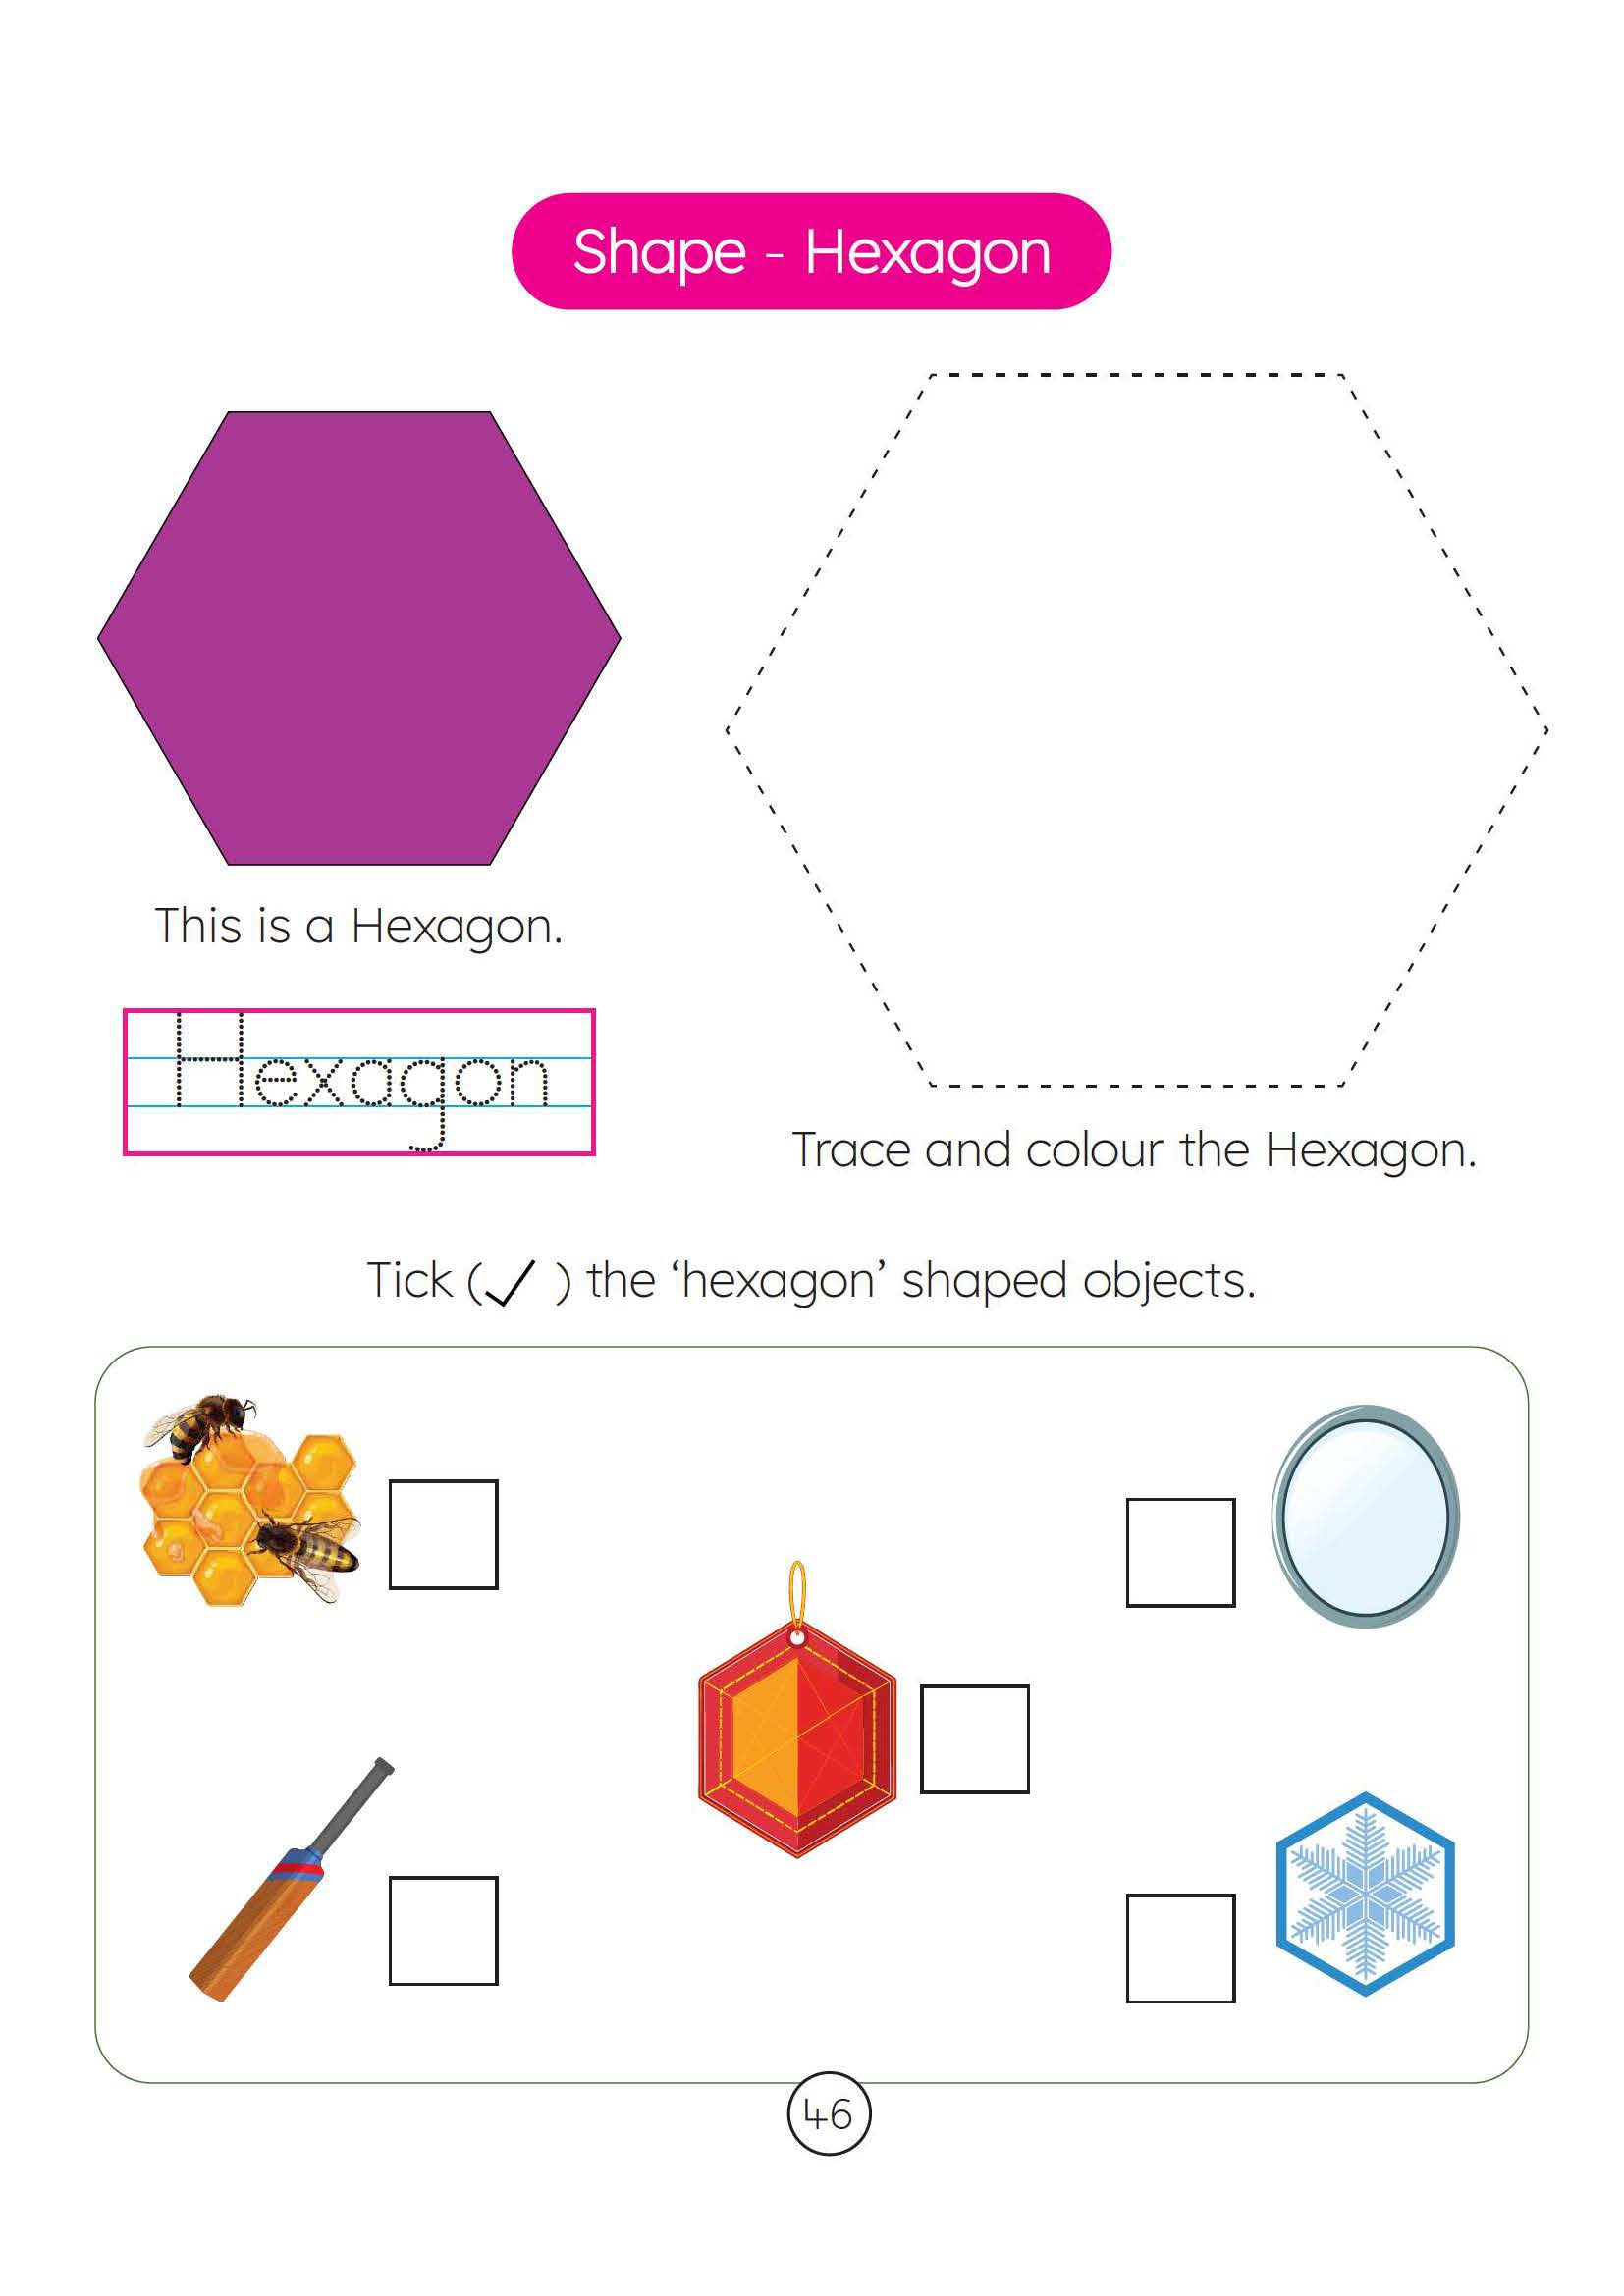 Shape - Hexagon
This is a Hexagon.
Hexagon
Trace and colour the Hexagon.
Tick (✓) the ‘hexagon’ shaped objects.
46